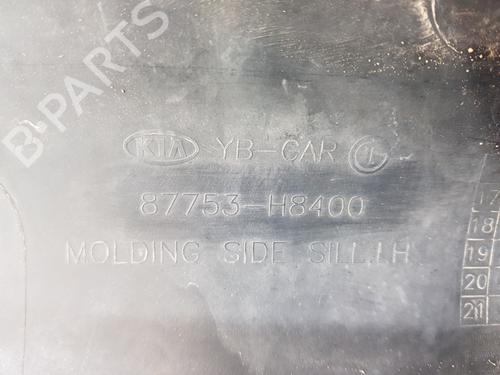 B-PARTS
KIA YB-CAR L
87753-H8400
MOLDING SIDE SILL.LH
17
18
19
20
21